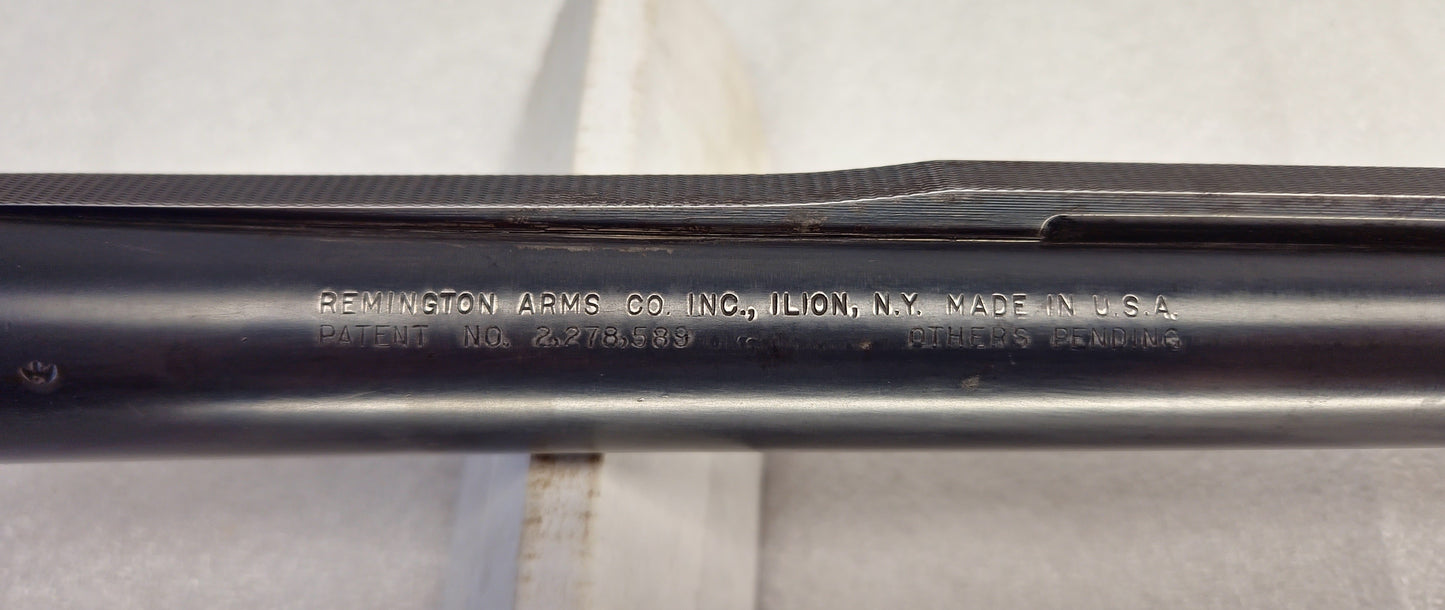 REMINGTON ARMS CO. INC., ILION, N.Y. MADE IN U.S.A.
PATENT NO. 2,278,589 OTHERS PENDING